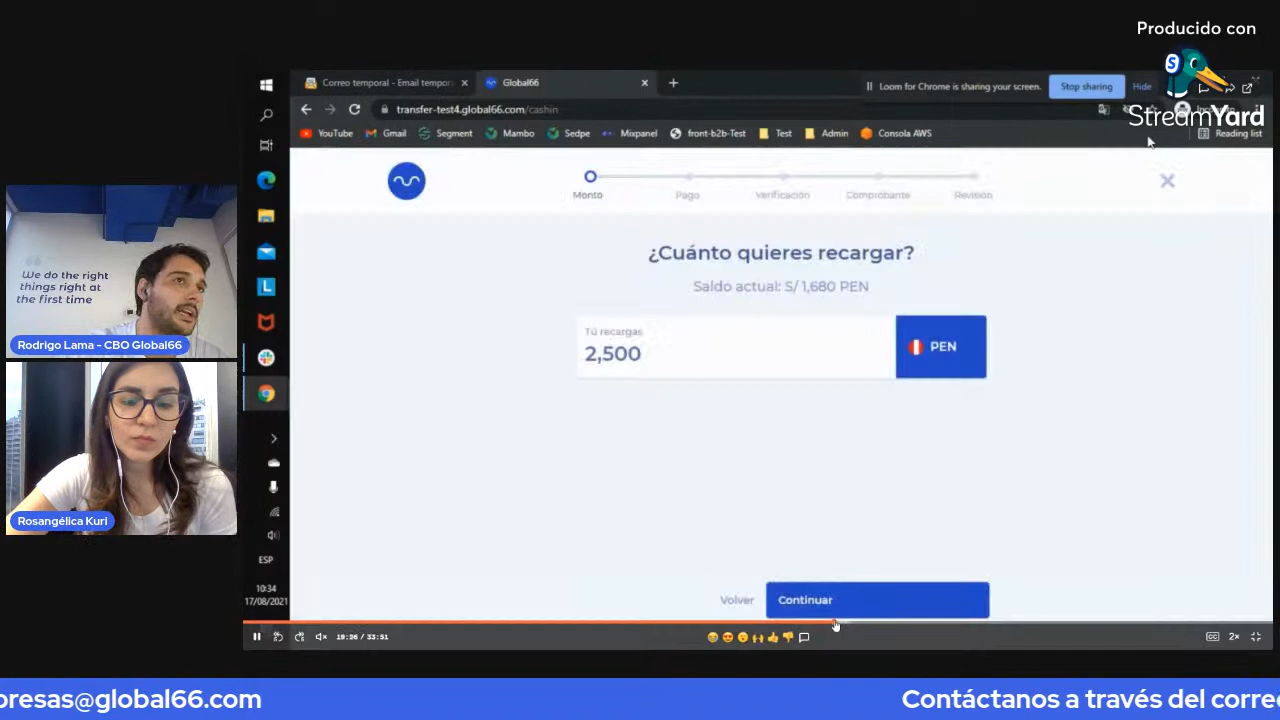 Producido con
StreamYard
Correo temporal - Email tempor
Global66
Loom for Chrome is sharing your screen.
Stop sharing
Hide
transfer-test4.global66.com/cashin
YouTube
Gmail
Segment
Mambo
Sedpe
Mixpanel
front-b2b-Test
Test
Admin
Consola AWS
Reading list
Monto
Pago
Verificación
Comprobante
Revisión
We do the right
things right at
the first time
Rodrigo Lama - CBO Global66
Rosangélica Kuri
¿Cuánto quieres recargar?
Saldo actual: S/ 1,680 PEN
Tú recargas
2,500
PEN
Volver
Continuar
ESP
10:34
17/08/2021
19:26 / 33:51
CC
2×
presas@global66.com
Contáctanos a través del corre